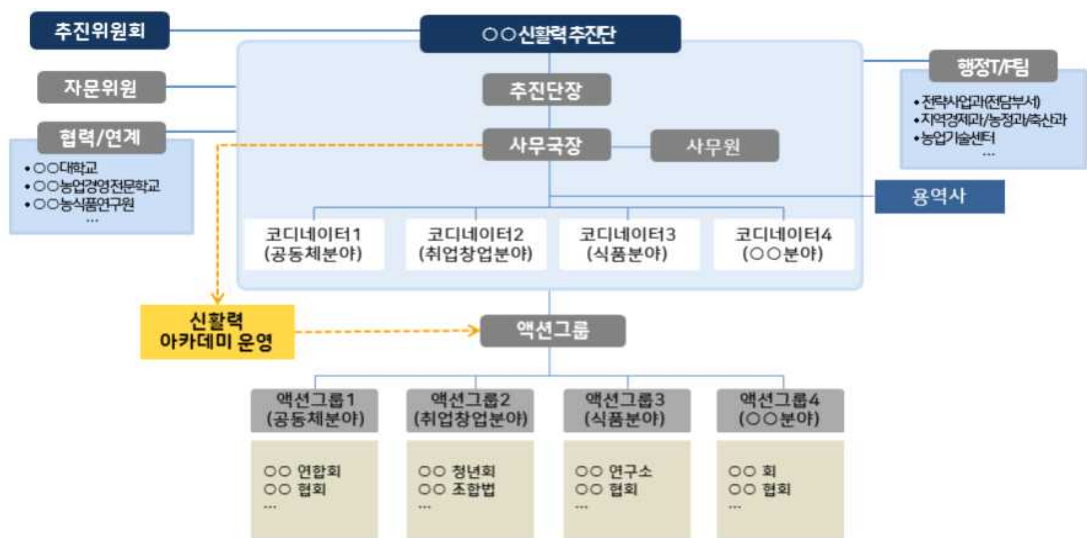 추진위원회
○○신활력추진단
자문위원
추진단장
행정T/F팀
• 전략사업과(전담부서)
• 지역경제과/농정과/축산과
• 농업기술센터
…
협력/연계
• ○○대학교
• ○○농업경영전문학교
• ○○농식품연구원
…
사무국장
사무원
용역사
코디네이터1
(공동체분야)
코디네이터2
(취업창업분야)
코디네이터3
(식품분야)
코디네이터4
(○○분야)
신활력
아카데미 운영
액션그룹
액션그룹1
(공동체분야)
액션그룹2
(취업창업분야)
액션그룹3
(식품분야)
액션그룹4
(○○분야)
○○ 연합회
○○ 협회
…
○○ 청년회
○○ 조합법
…
○○ 연구소
○○ 협회
…
○○ 회
○○ 협회
…